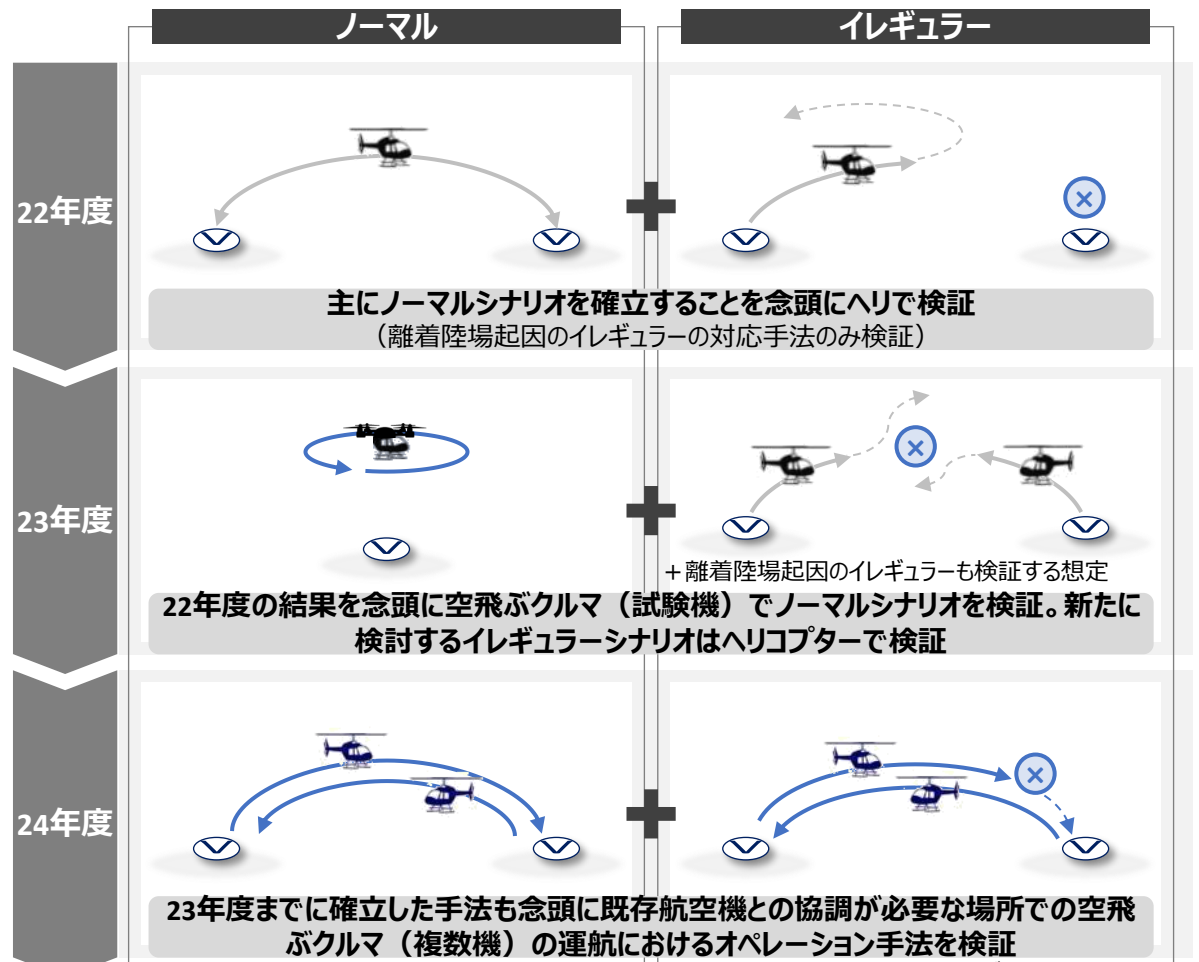 ノーマル
イレギュラー
22年度
主にノーマルシナリオを確立することを念頭にヘリで検証
（離着陸場起因のイレギュラーの対応手法のみ検証）
23年度
＋離着陸場起因のイレギュラーも検証する想定
22年度の結果を念頭に空飛ぶクルマ（試験機）でノーマルシナリオを検証。新たに
検討するイレギュラーシナリオはヘリコプターで検証
24年度
23年度までに確立した手法も念頭に既存航空機との協調が必要な場所での空飛
ぶクルマ（複数機）の運航におけるオペレーション手法を検証